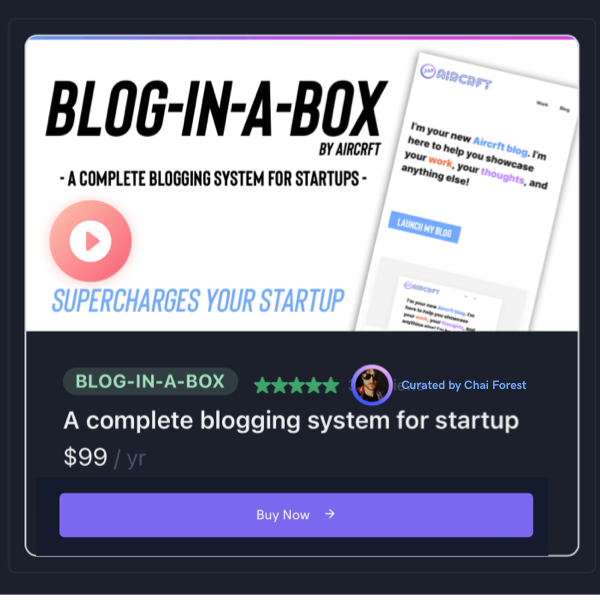 AIRCRFT
Work Blog
BLOG-IN-A-BOX
BY AIRCRFT
- A COMPLETE BLOGGING SYSTEM FOR STARTUPS -
I'm your new Aircrft blog. I'm
here to help you showcase
your work, your thoughts, and
anything else!
LAUNCH MY BLOG
SUPERCHARGES YOUR STARTUP
AIRCRFT
I'm your new Aircrft blog. I'm
here to help you showcase
your work, your thoughts, and
anything else!
BLOG-IN-A-BOX
Curated by Chai Forest
A complete blogging system for startup
$99 / yr
Buy Now →